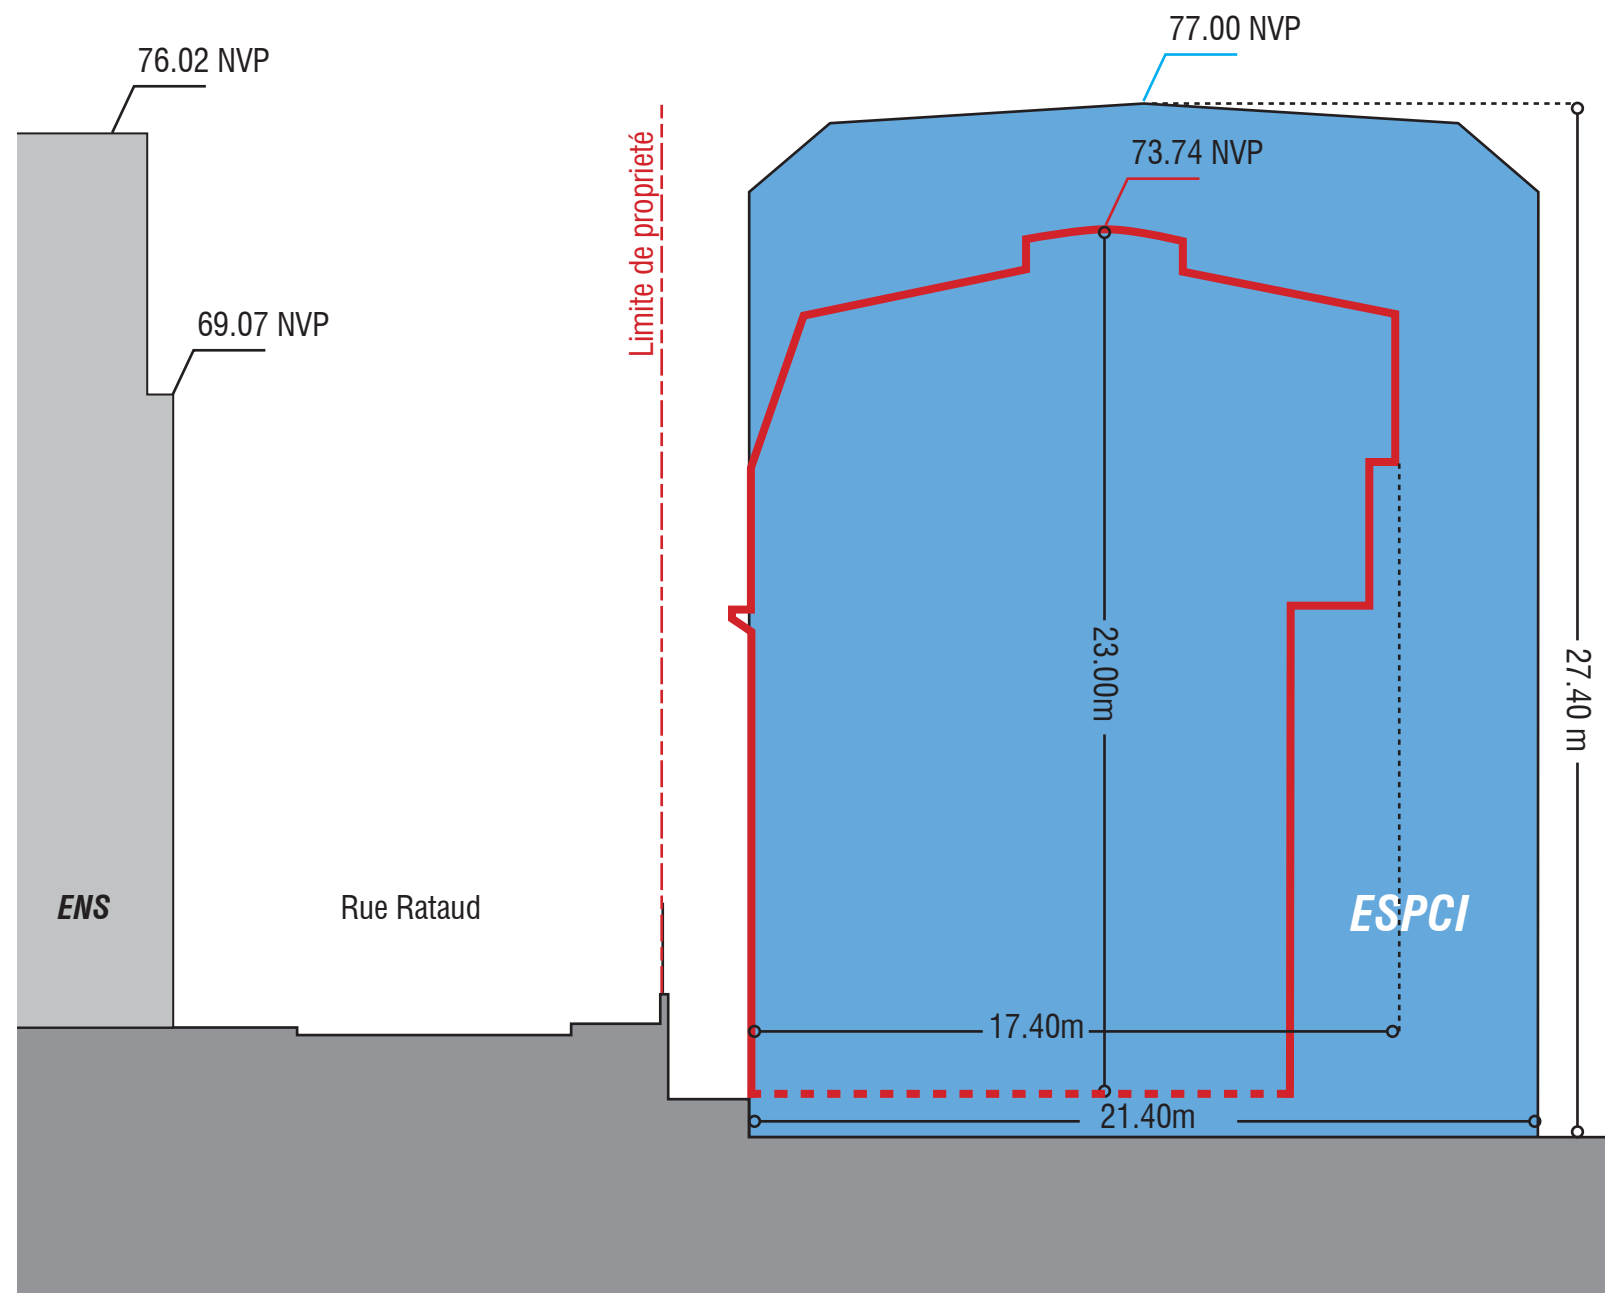 77.00 NVP
76.02 NVP
73.74 NVP
Limite de proprieté
69.07 NVP
23.00m
27.40 m
ENS
Rue Rataud
ESPCI
17.40m
21.40m